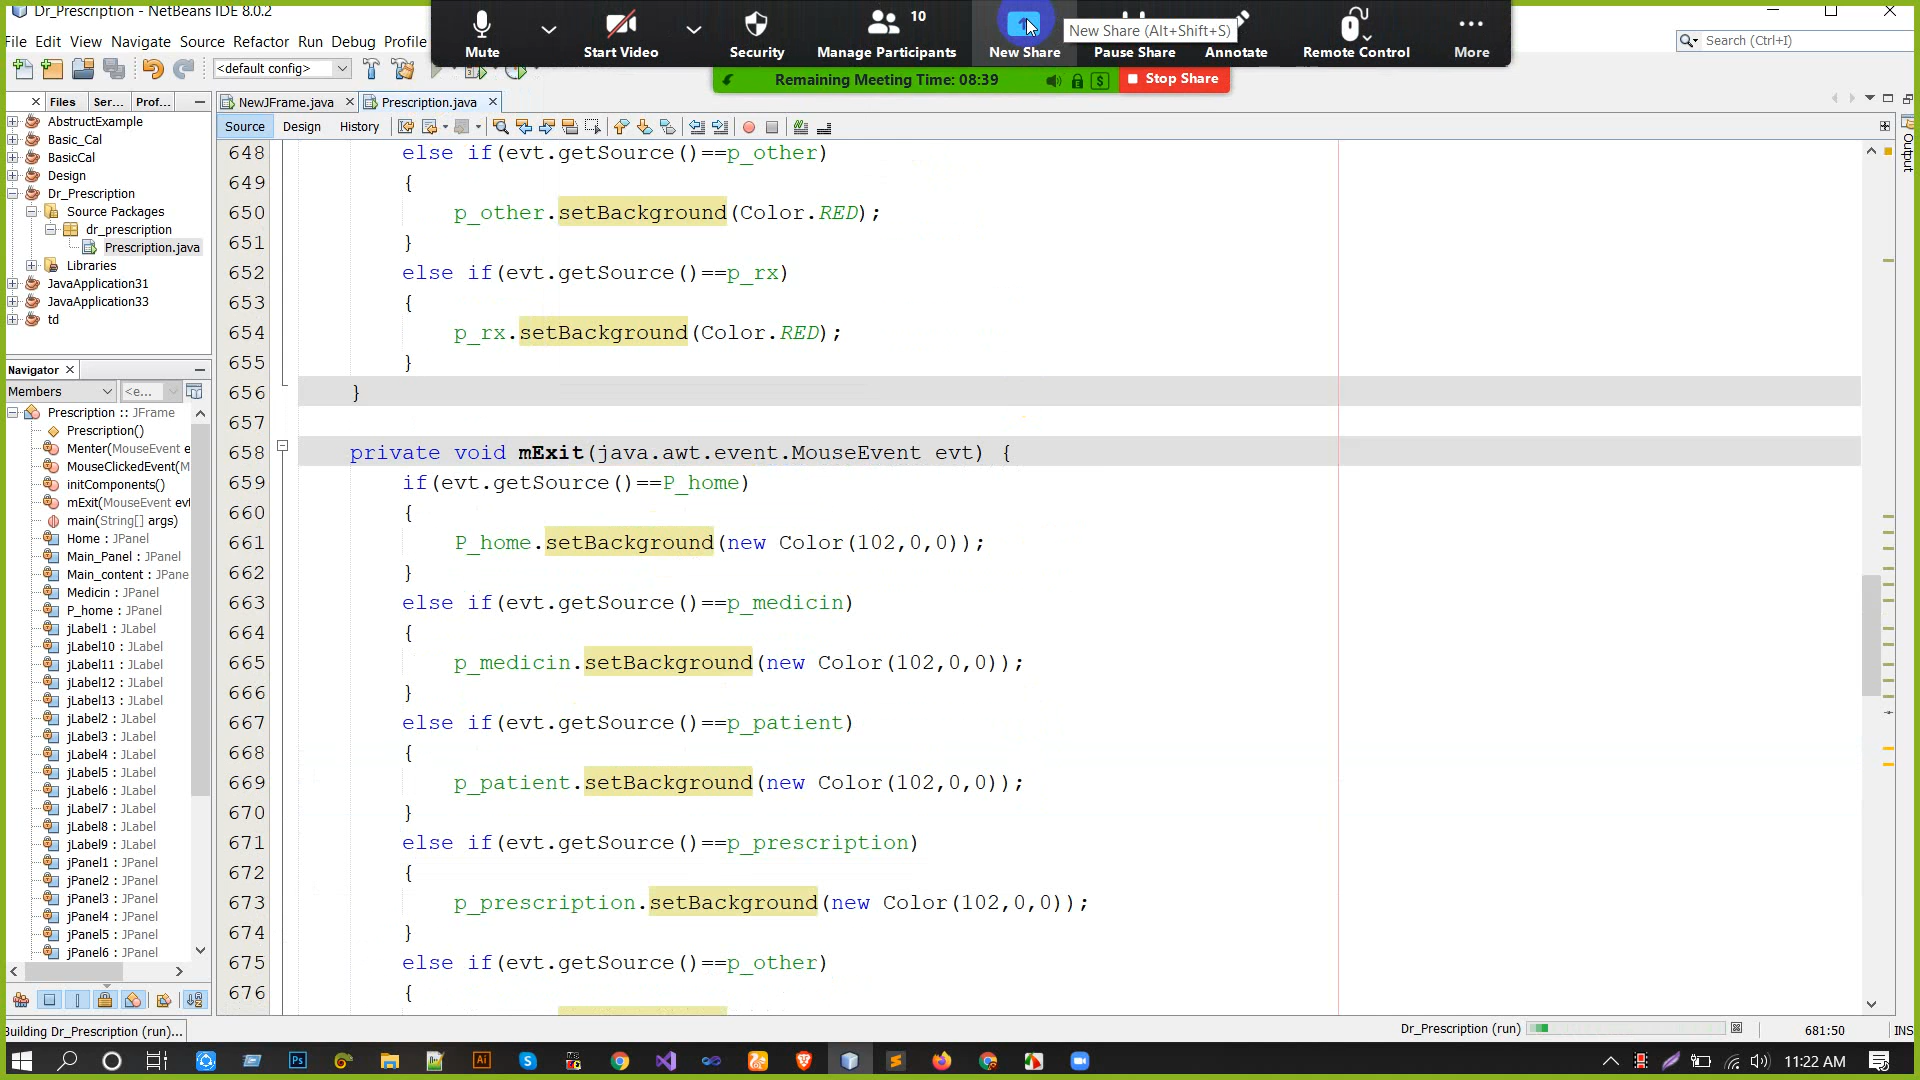 Dr_Prescription - NetBeans IDE 8.0.2
File Edit View Navigate Source Refactor Run Debug Profile
Mute
Start Video
Security
10
Manage Participants
New Share
New Share (Alt+Shift+S)
Pause Share
Annotate
Remote Control
More
Search (Ctrl+I)
<default config>
Remaining Meeting Time: 08:39
Stop Share
Files
Ser...
Prof...
NewJFrame.java
Prescription.java
Source
Design
History
AbstructExample
Basic_Cal
BasicCal
Design
Dr_Prescription
Source Packages
dr_prescription
Prescription.java
Libraries
JavaApplication31
JavaApplication33
td
Navigator
Members
<e...
Prescription :: JFrame
Prescription()
Menter(MouseEvent e
MouseClickedEvent(M
initComponents()
mExit(MouseEvent evt
main(String[] args)
Home : JPanel
Main_Panel : JPanel
Main_content : JPane
Medicin : JPanel
P_home : JPanel
jLabel1 : JLabel
jLabel10 : JLabel
jLabel11 : JLabel
jLabel12 : JLabel
jLabel13 : JLabel
jLabel2 : JLabel
jLabel3 : JLabel
jLabel4 : JLabel
jLabel5 : JLabel
jLabel6 : JLabel
jLabel7 : JLabel
jLabel8 : JLabel
jLabel9 : JLabel
jPanel1 : JPanel
jPanel2 : JPanel
jPanel3 : JPanel
jPanel4 : JPanel
jPanel5 : JPanel
jPanel6 : JPanel
648 else if(evt.getSource()==p_other)
649 {
650 p_other.setBackground(Color.RED);
651 }
652 else if(evt.getSource()==p_rx)
653 {
654 p_rx.setBackground(Color.RED);
655 }
656 }
657
658 private void mExit(java.awt.event.MouseEvent evt) {
659 if(evt.getSource()==P_home)
660 {
661 P_home.setBackground(new Color(102,0,0));
662 }
663 else if(evt.getSource()==p_medicin)
664 {
665 p_medicin.setBackground(new Color(102,0,0));
666 }
667 else if(evt.getSource()==p_patient)
668 {
669 p_patient.setBackground(new Color(102,0,0));
670 }
671 else if(evt.getSource()==p_prescription)
672 {
673 p_prescription.setBackground(new Color(102,0,0));
674 }
675 else if(evt.getSource()==p_other)
676 {
Output
Building Dr_Prescription (run)...
Dr_Prescription (run)
681:50
INS
11:22 AM